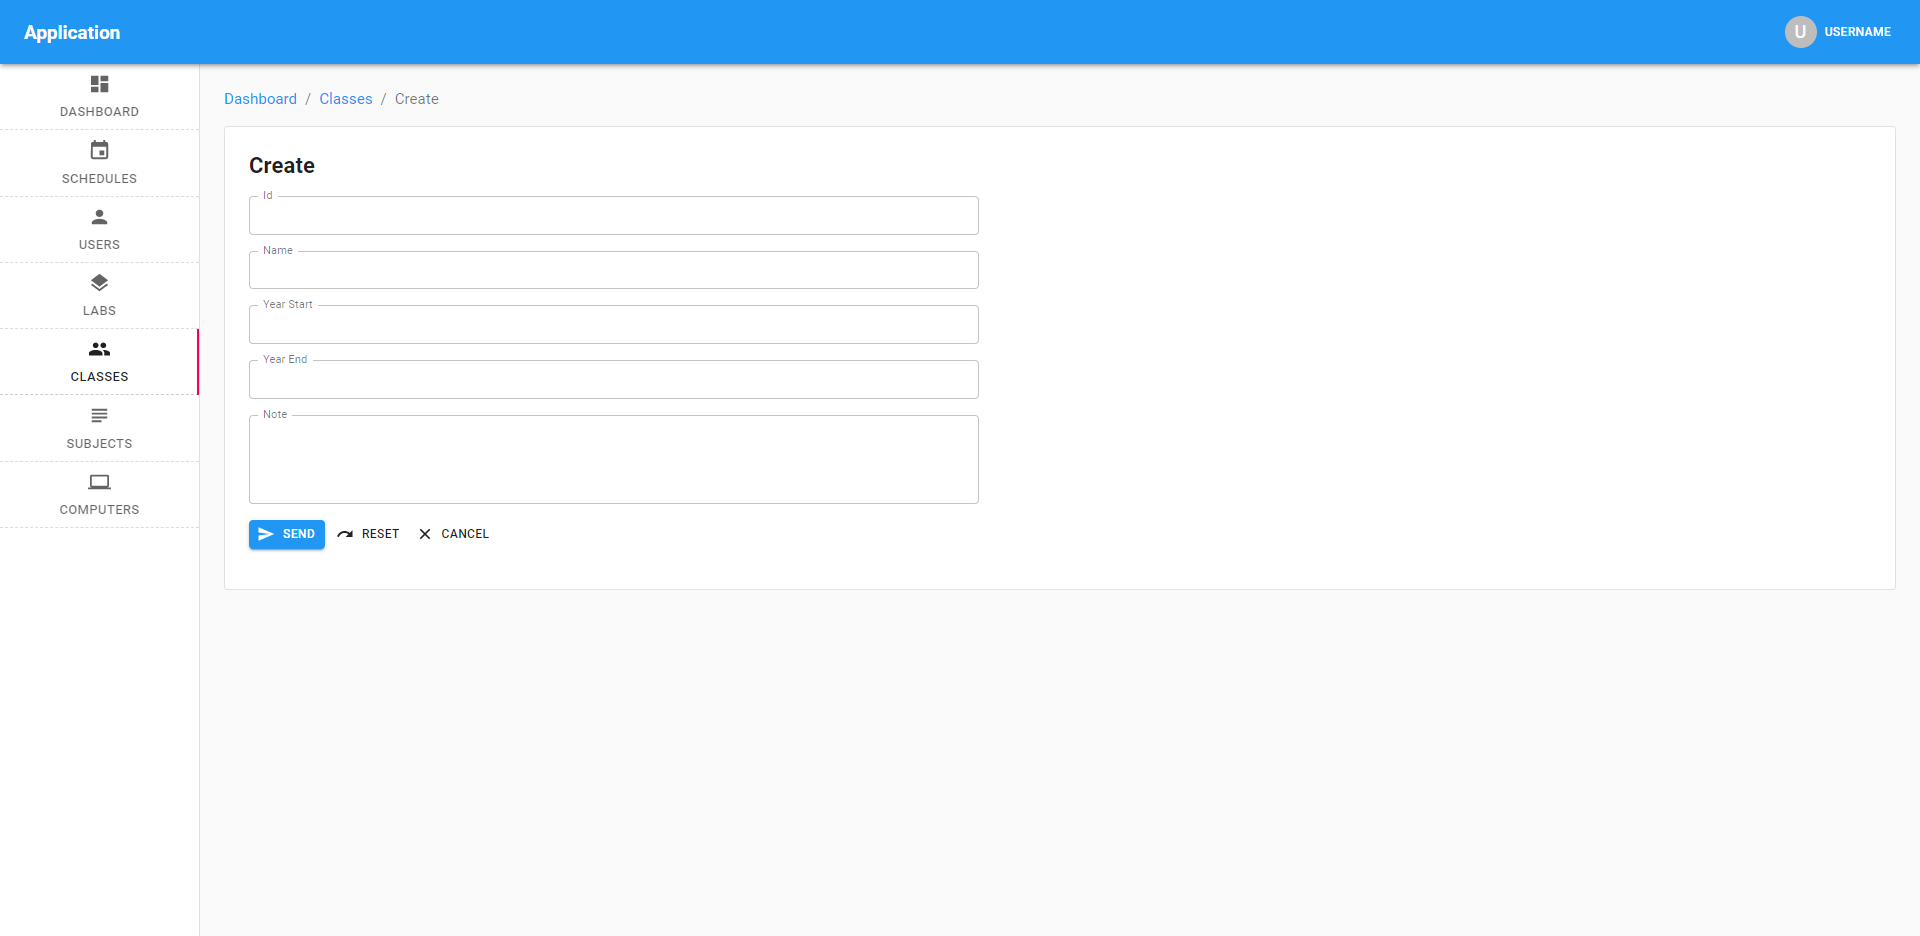 Application
U USERNAME
DASHBOARD
SCHEDULES
USERS
LABS
CLASSES
SUBJECTS
COMPUTERS
Dashboard / Classes / Create
Create
Id
Name
Year Start
Year End
Note
SEND RESET CANCEL